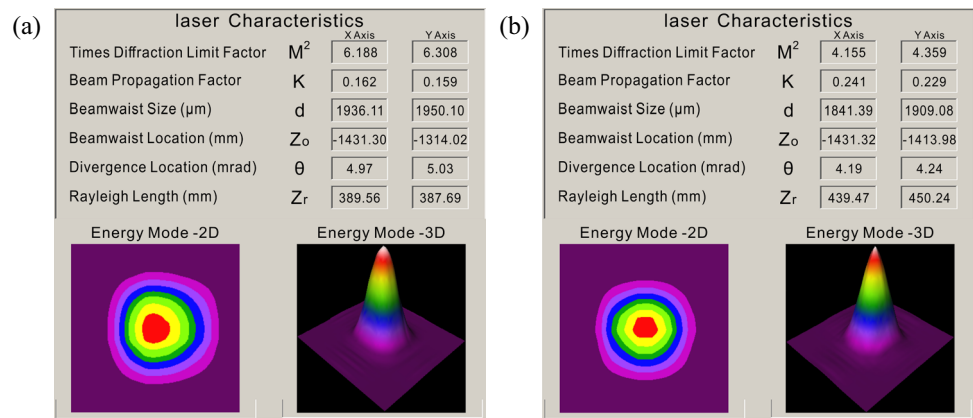 (a)
laser Characteristics
X Axis Y Axis
Times Diffraction Limit Factor M² 6.188 6.308
Beam Propagation Factor K 0.162 0.159
Beamwaist Size (µm) d 1936.11 1950.10
Beamwaist Location (mm) Zo -1431.30 -1314.02
Divergence Location (mrad) θ 4.97 5.03
Rayleigh Length (mm) Zr 389.56 387.69
Energy Mode -2D Energy Mode -3D
(b)
laser Characteristics
X Axis Y Axis
Times Diffraction Limit Factor M² 4.155 4.359
Beam Propagation Factor K 0.241 0.229
Beamwaist Size (µm) d 1841.39 1909.08
Beamwaist Location (mm) Zo -1431.32 -1413.98
Divergence Location (mrad) θ 4.19 4.24
Rayleigh Length (mm) Zr 439.47 450.24
Energy Mode -2D Energy Mode -3D